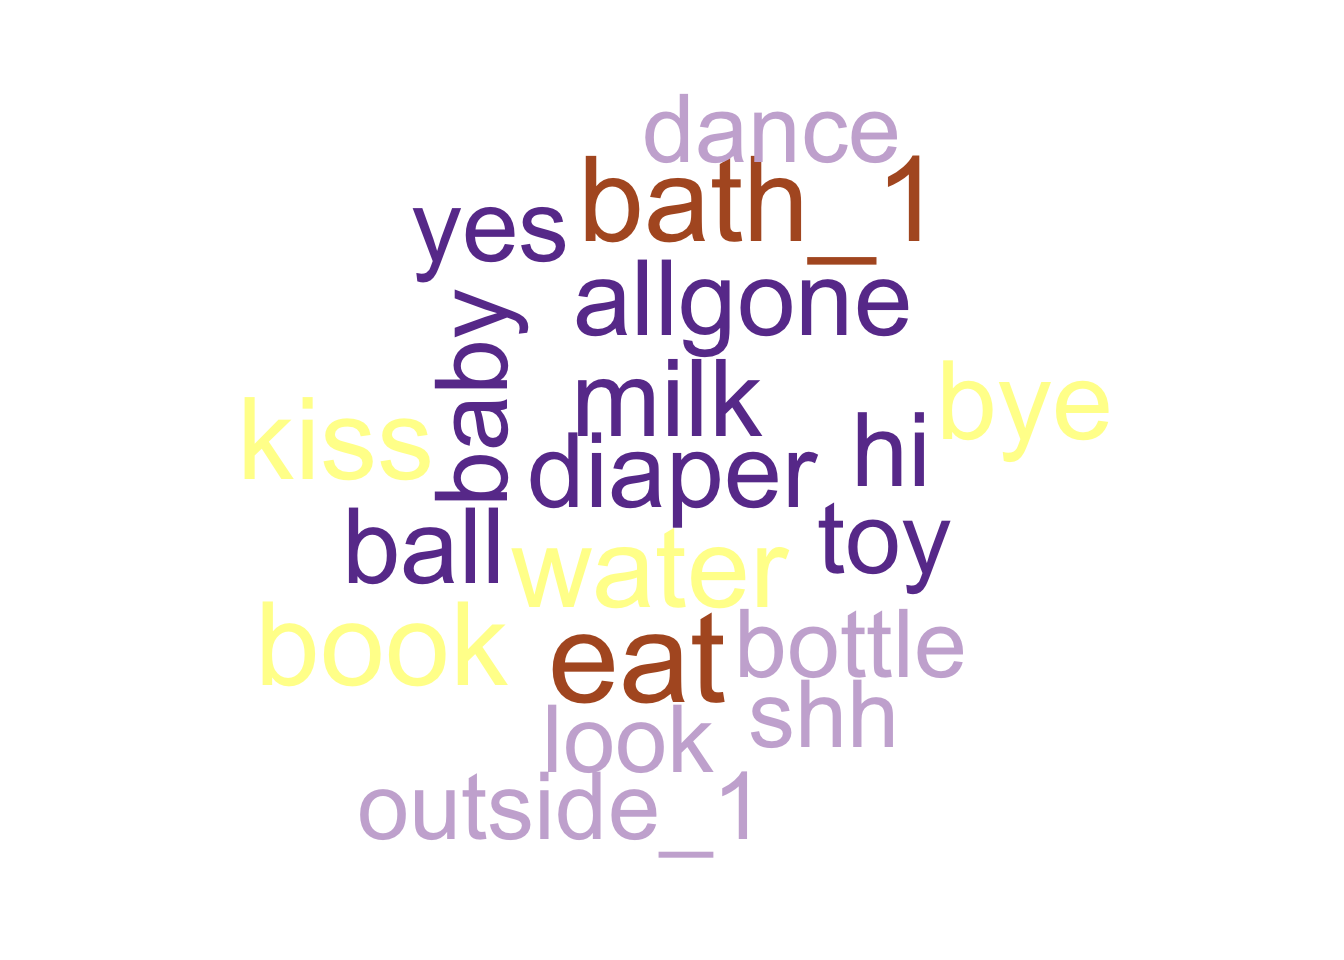 dance
bath_1
yes
allgone
baby
milk
bye
kiss
hi
diaper
ball
toy
water
book
eat
bottle
shh
look
outside_1